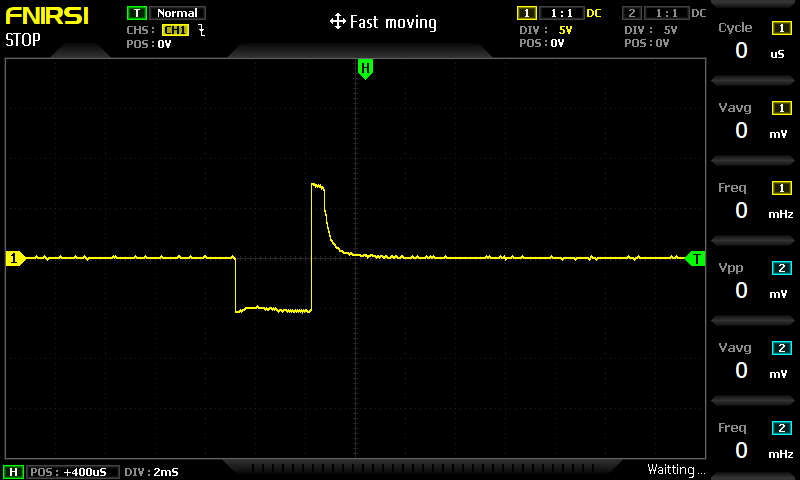 FNIRSI
STOP
T Normal
CHS: CH1
POS: 0V
Fast moving
1 1:1 DC
DIV: 5V
POS: 0V
2 1:1 DC
DIV: 5V
POS: 0V
H
1
T
Cycle 1
0 uS
Vavg 1
0 mV
Freq 1
0 mHz
Vpp 2
0 mV
Vavg 2
0 mV
Freq 2
0 mHz
H POS: +400uS DIV: 2mS
Waitting...